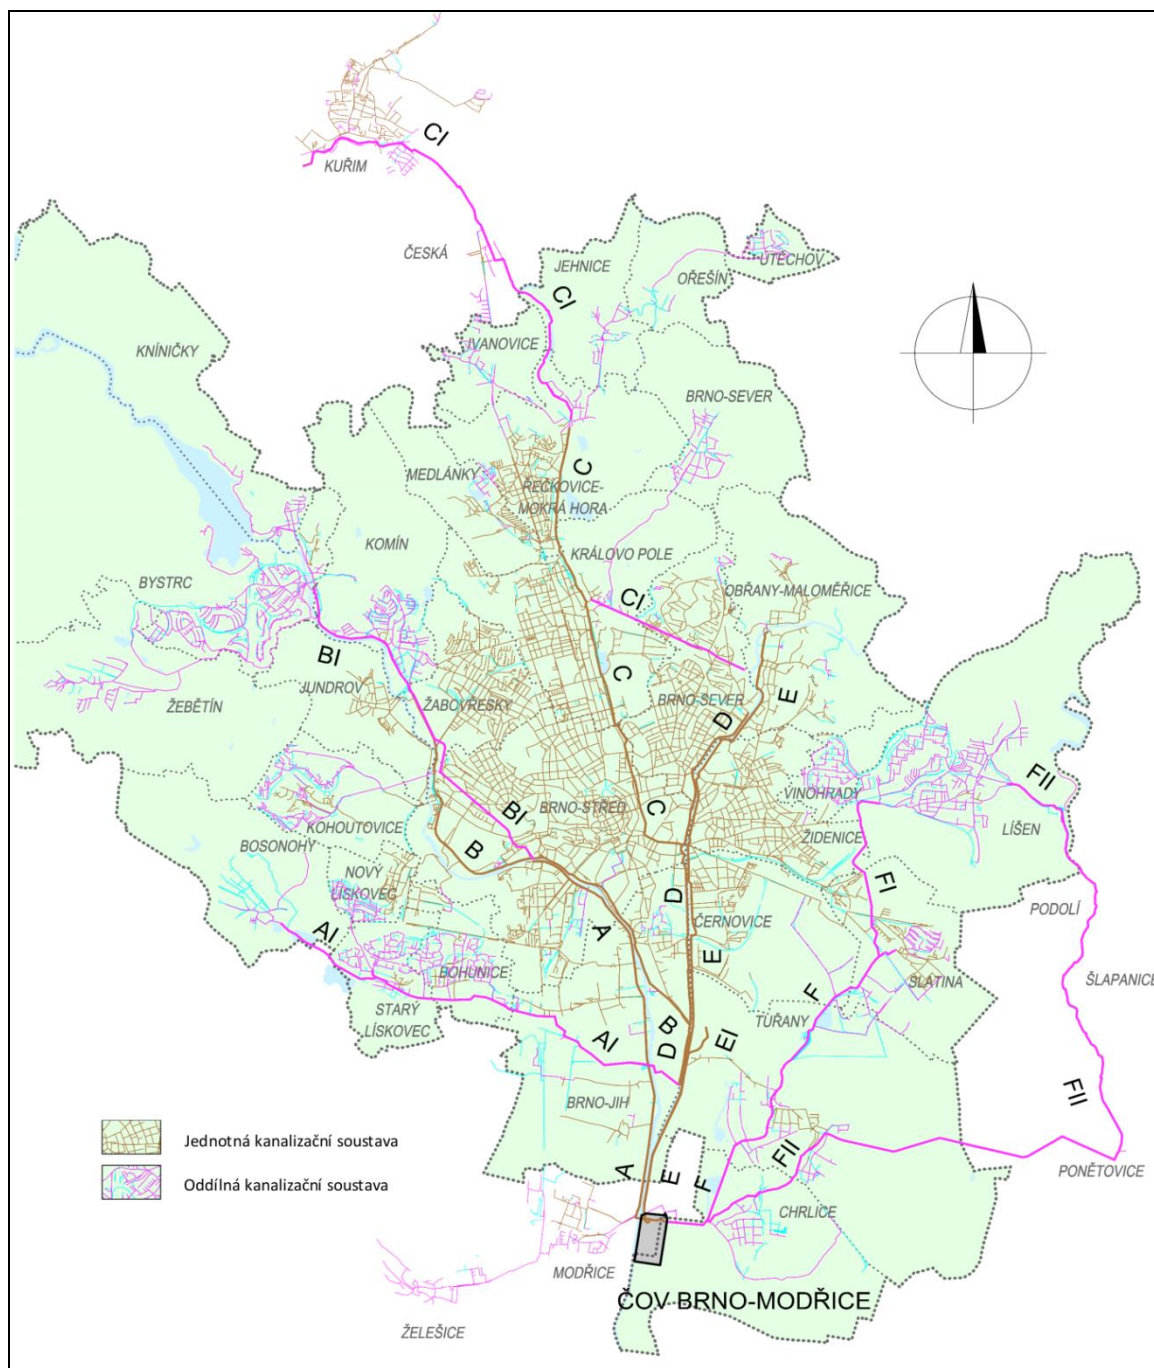 CI
KUŘIM
ČESKÁ
JEHNICE
OŘEŠÍN
ÚTĚCHOV
CI
IVANOVICE
KNÍNIČKY
BRNO-SEVER
MEDLÁNKY
C
ŘEČKOVICE-
MOKRÁ HORA
KOMÍN
KRÁLOVO POLE
BYSTRC
CI
OBŘANY-MALOMĚŘICE
BI
JUNDROV
C
ŽEBĚTÍN
ŽABOVŘESKY
BRNO-SEVER
E
D
VINOHRADY
FII
BI
BRNO-STŘED
C
LÍŠEN
KOHOUTOVICE
ŽIDENICE
BOSONOHY
B
NOVÝ
LÍSKOVEC
FI
D
ČERNOVICE
PODOLÍ
A
AI
E
BOHUNICE
SLATINA
ŠLAPANICE
F
STARÝ
LÍSKOVEC
TUŘANY
B
AI
D
EI
BRNO-JIH
FII
Jednotná kanalizační soustava
FII
A
E
F
PONĚTOVICE
Oddílná kanalizační soustava
CHRLICE
MODŘICE
ČOV BRNO-MODŘICE
ŽELEŠICE